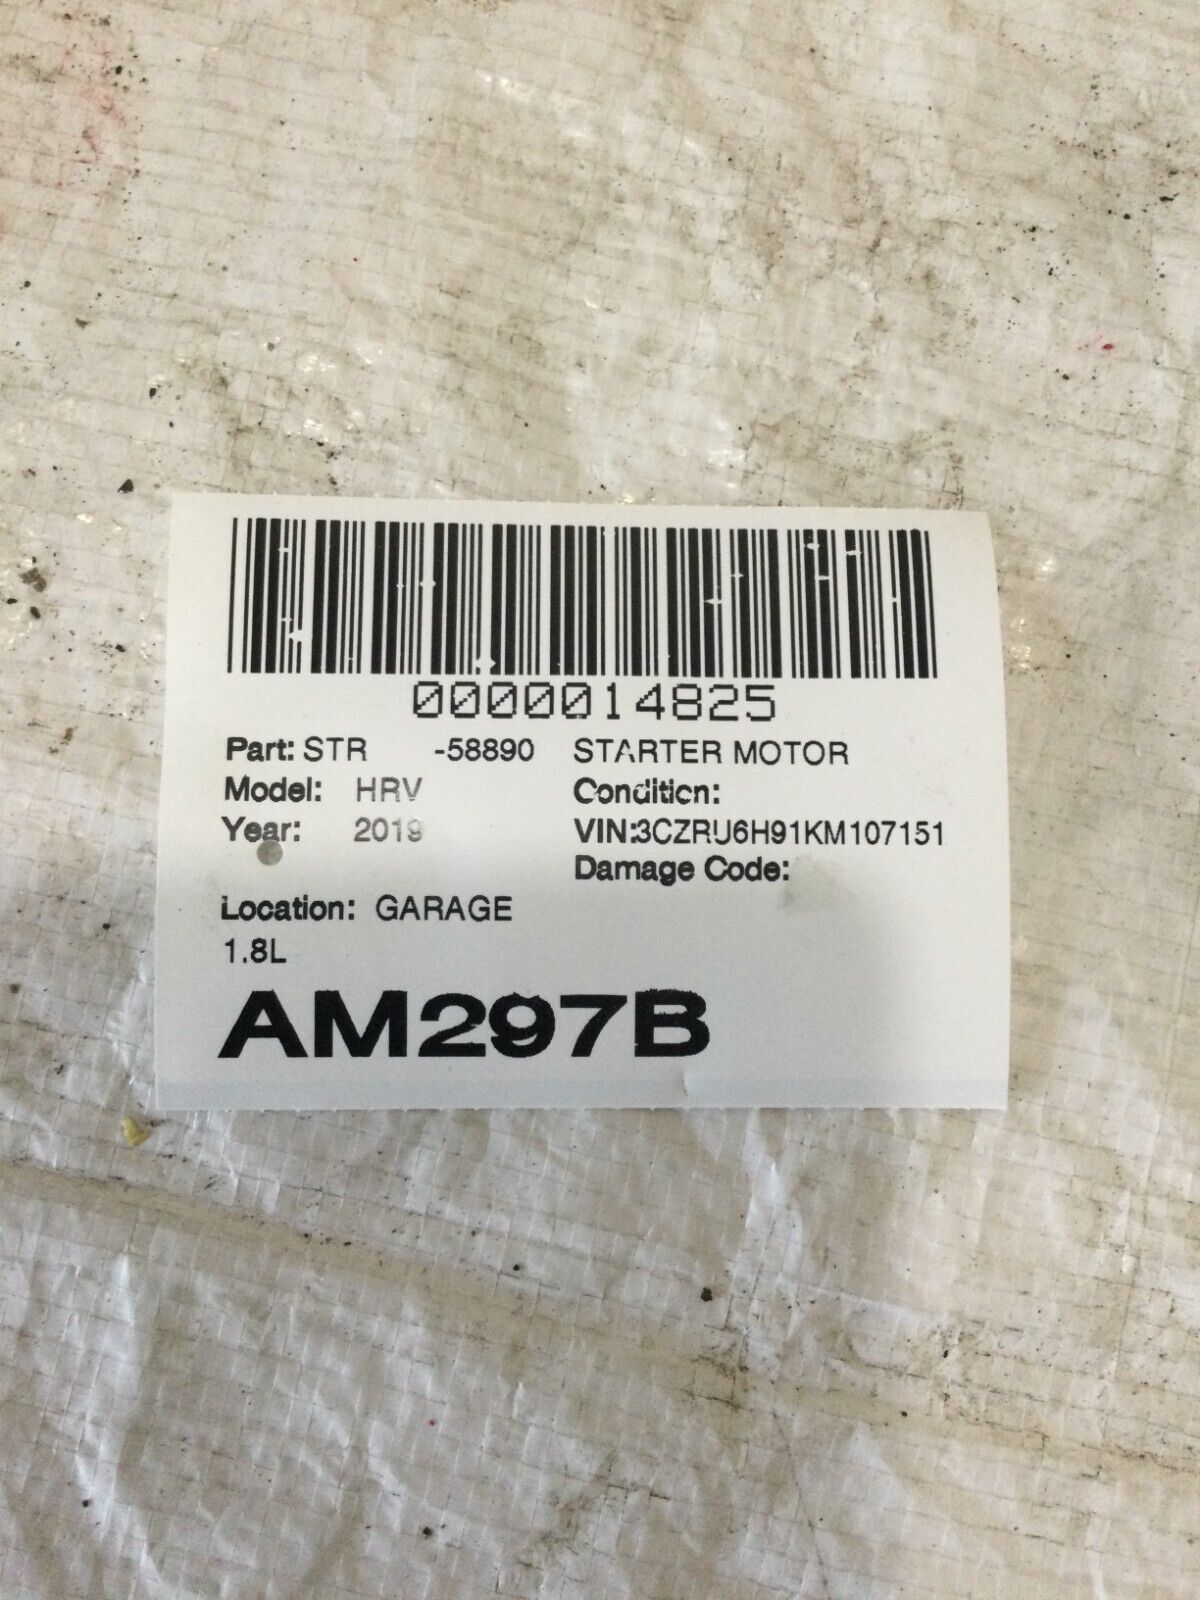 0000014825
Part: STR -58890 STARTER MOTOR
Model: HRV Condition:
Year: 2019 VIN:3CZRU6H91KM107151
Damage Code:
Location: GARAGE
1.8L
AM297B